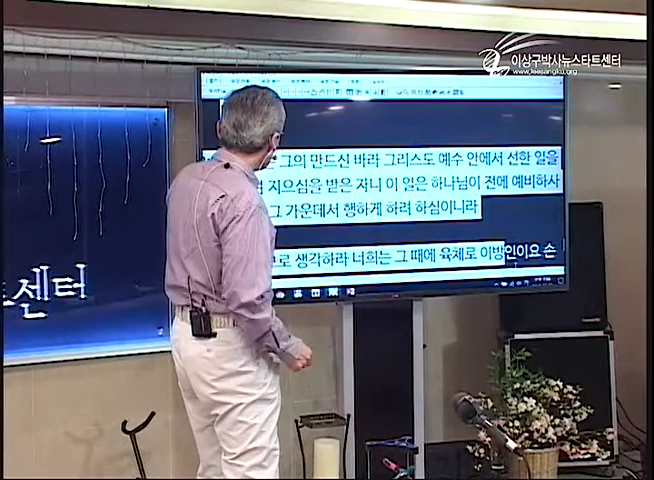 이상구박사뉴스타트센터
www.leesangku.org
그의 만드신 바라 그리스도 예수 안에서 선한 일을
지으심을 받은 자니 이 일은 하나님이 전에 예비하사
그 가운데서 행하게 하려 하심이니라
생각하라 너희는 그 때에 육체로 이방인이요 손
센터